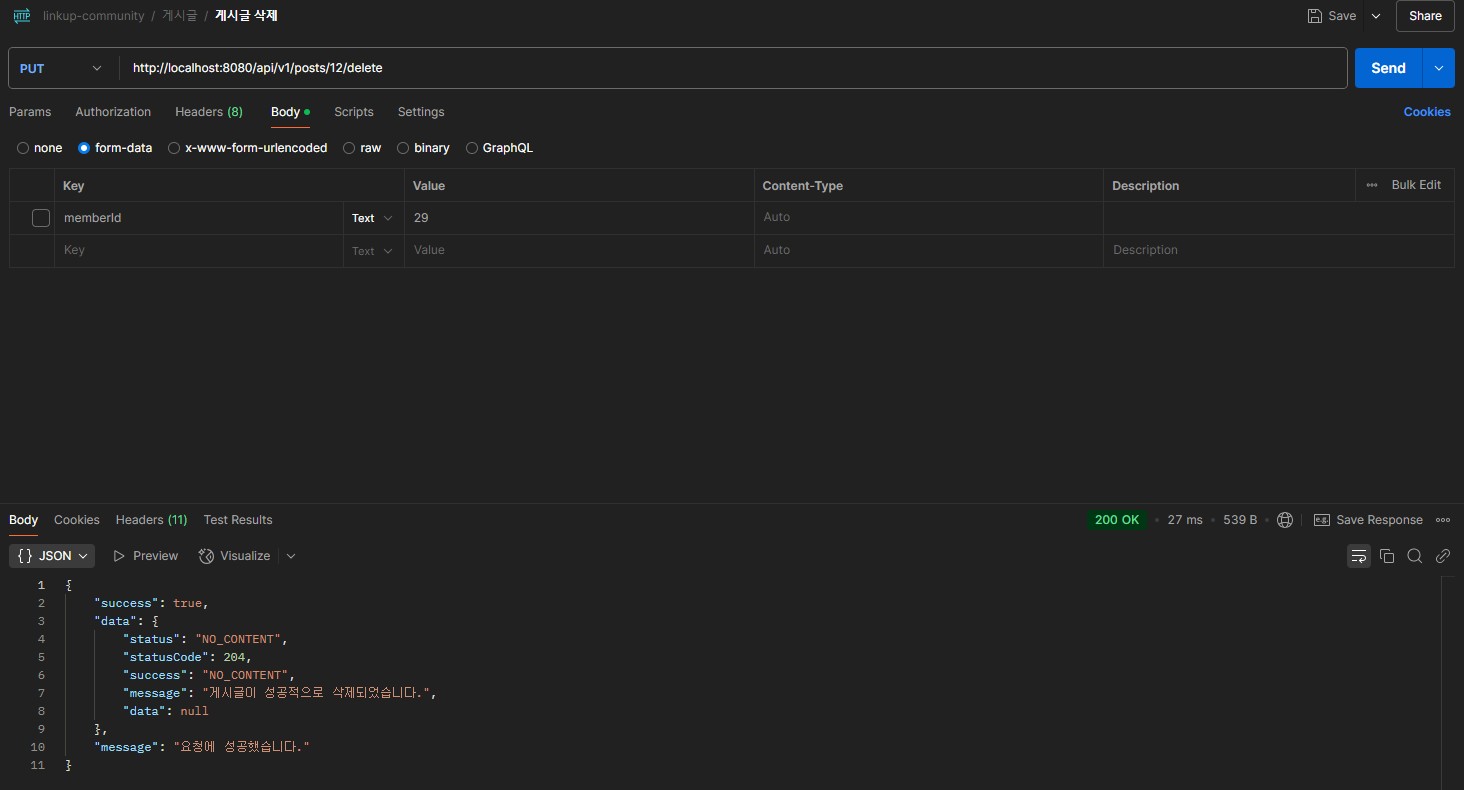 HTTP linkup-community / 게시글 / 게시글 삭제 Save Share
PUT http://localhost:8080/api/v1/posts/12/delete Send
Params Authorization Headers (8) Body Scripts Settings Cookies
none form-data x-www-form-urlencoded raw binary GraphQL
Key Value Content-Type Description Bulk Edit
memberId Text 29 Auto
Key Text Value Auto Description
Body Cookies Headers (11) Test Results 200 OK 27 ms 539 B e.g. Save Response
{} JSON Preview Visualize
1 {
2 "success": true,
3 "data": {
4 "status": "NO_CONTENT",
5 "statusCode": 204,
6 "success": "NO_CONTENT",
7 "message": "게시글이 성공적으로 삭제되었습니다.",
8 "data": null
9 },
10 "message": "요청에 성공했습니다."
11 }